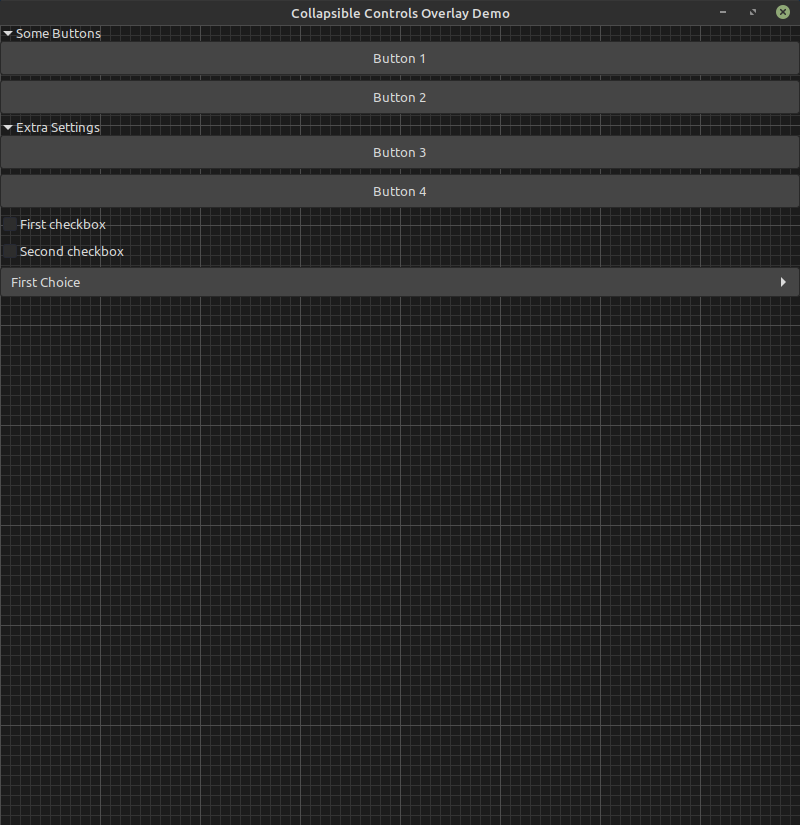 Collapsible Controls Overlay Demo
Some Buttons
Button 1
Button 2
Extra Settings
Button 3
Button 4
First checkbox
Second checkbox
First Choice